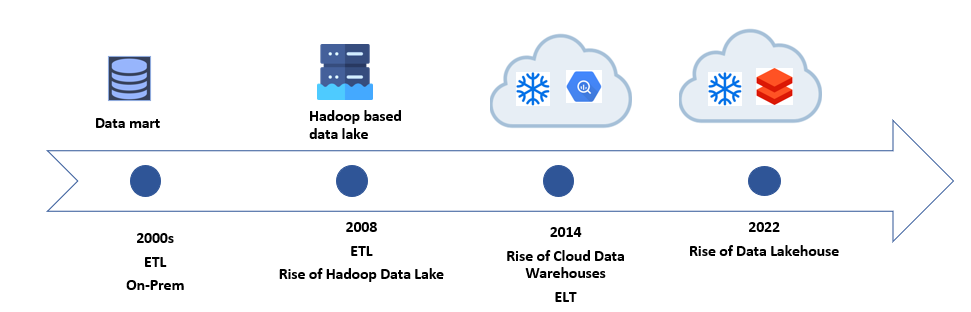 Data mart
Hadoop based
data lake
2000s
ETL
On-Prem
2008
ETL
Rise of Hadoop Data Lake
2014
Rise of Cloud Data
Warehouses
ELT
2022
Rise of Data Lakehouse